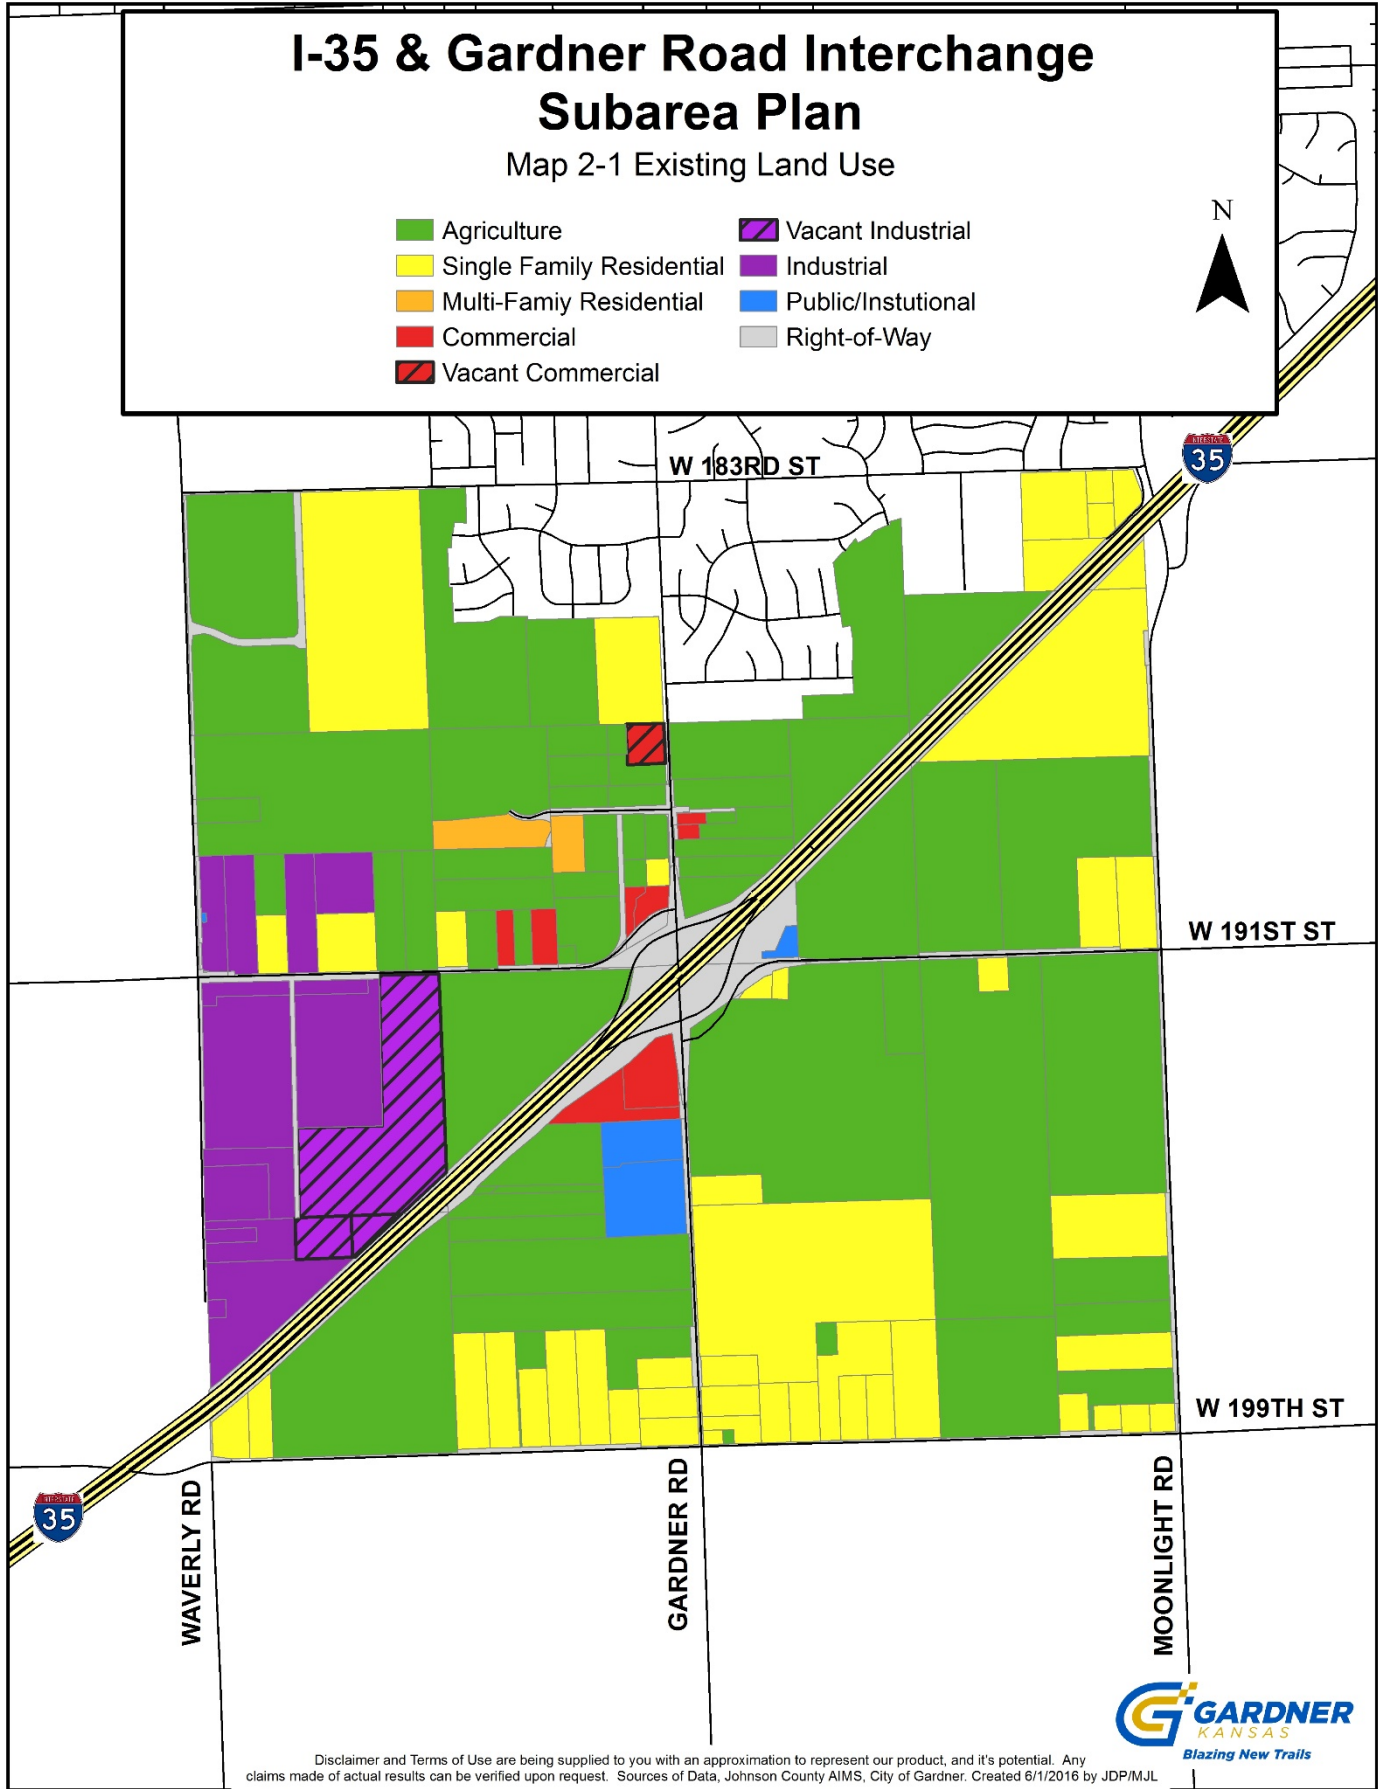 I-35 & Gardner Road Interchange
Subarea Plan
Map 2-1 Existing Land Use
Agriculture
Single Family Residential
Multi-Famiy Residential
Commercial
Vacant Commercial
Vacant Industrial
Industrial
Public/Instutional
Right-of-Way
N
INTERSTATE
35
W 183RD ST
W 191ST ST
W 199TH ST
INTERSTATE
35
WAVERLY RD
GARDNER RD
MOONLIGHT RD
G GARDNER
KANSAS
Blazing New Trails
Disclaimer and Terms of Use are being supplied to you with an approximation to represent our product, and it's potential. Any
claims made of actual results can be verified upon request. Sources of Data, Johnson County AIMS, City of Gardner. Created 6/1/2016 by JDP/MJL